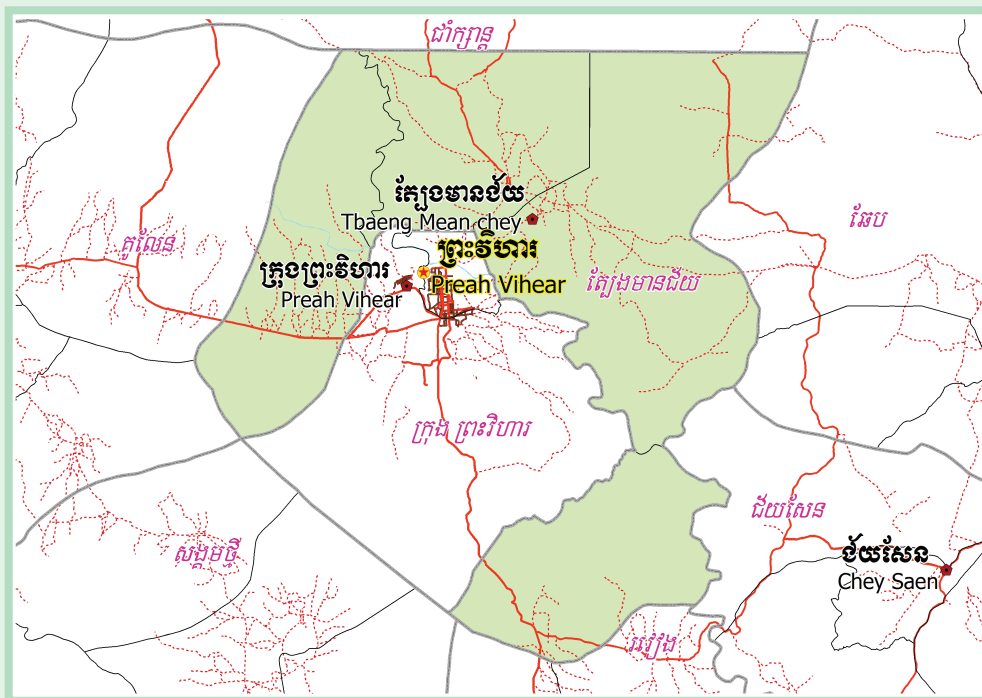 ជាំក្សាន្ត
ត្បែងមានជ័យ
Tbaeng Mean chey
ឆែប
គូលែន
ព្រះវិហារ
Preah Vihear
ក្រុងព្រះវិហារ
Preah Vihear
ត្បែងមានជ័យ
ក្រុង ព្រះវិហារ
ជ័យសែន
សង្គមថ្មី
ជ័យសែន
Chey Saen
រវៀង